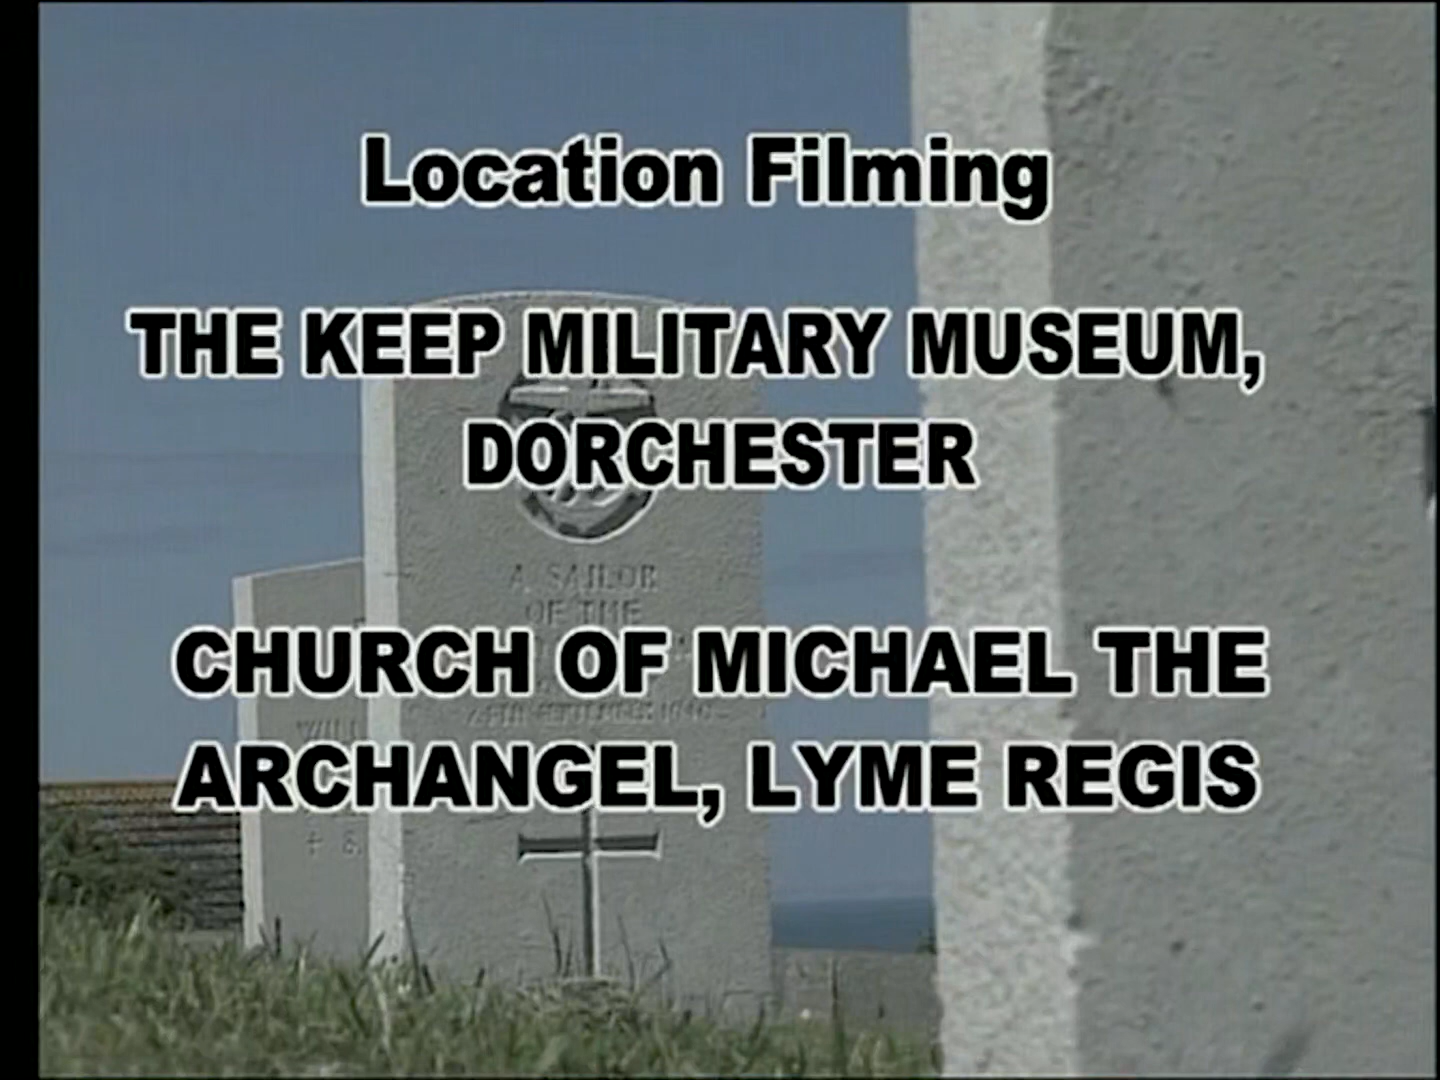 Location Filming
THE KEEP MILITARY MUSEUM,
DORCHESTER
A SAILOR
OF THE
CHURCH OF MICHAEL THE
ARCHANGEL, LYME REGIS